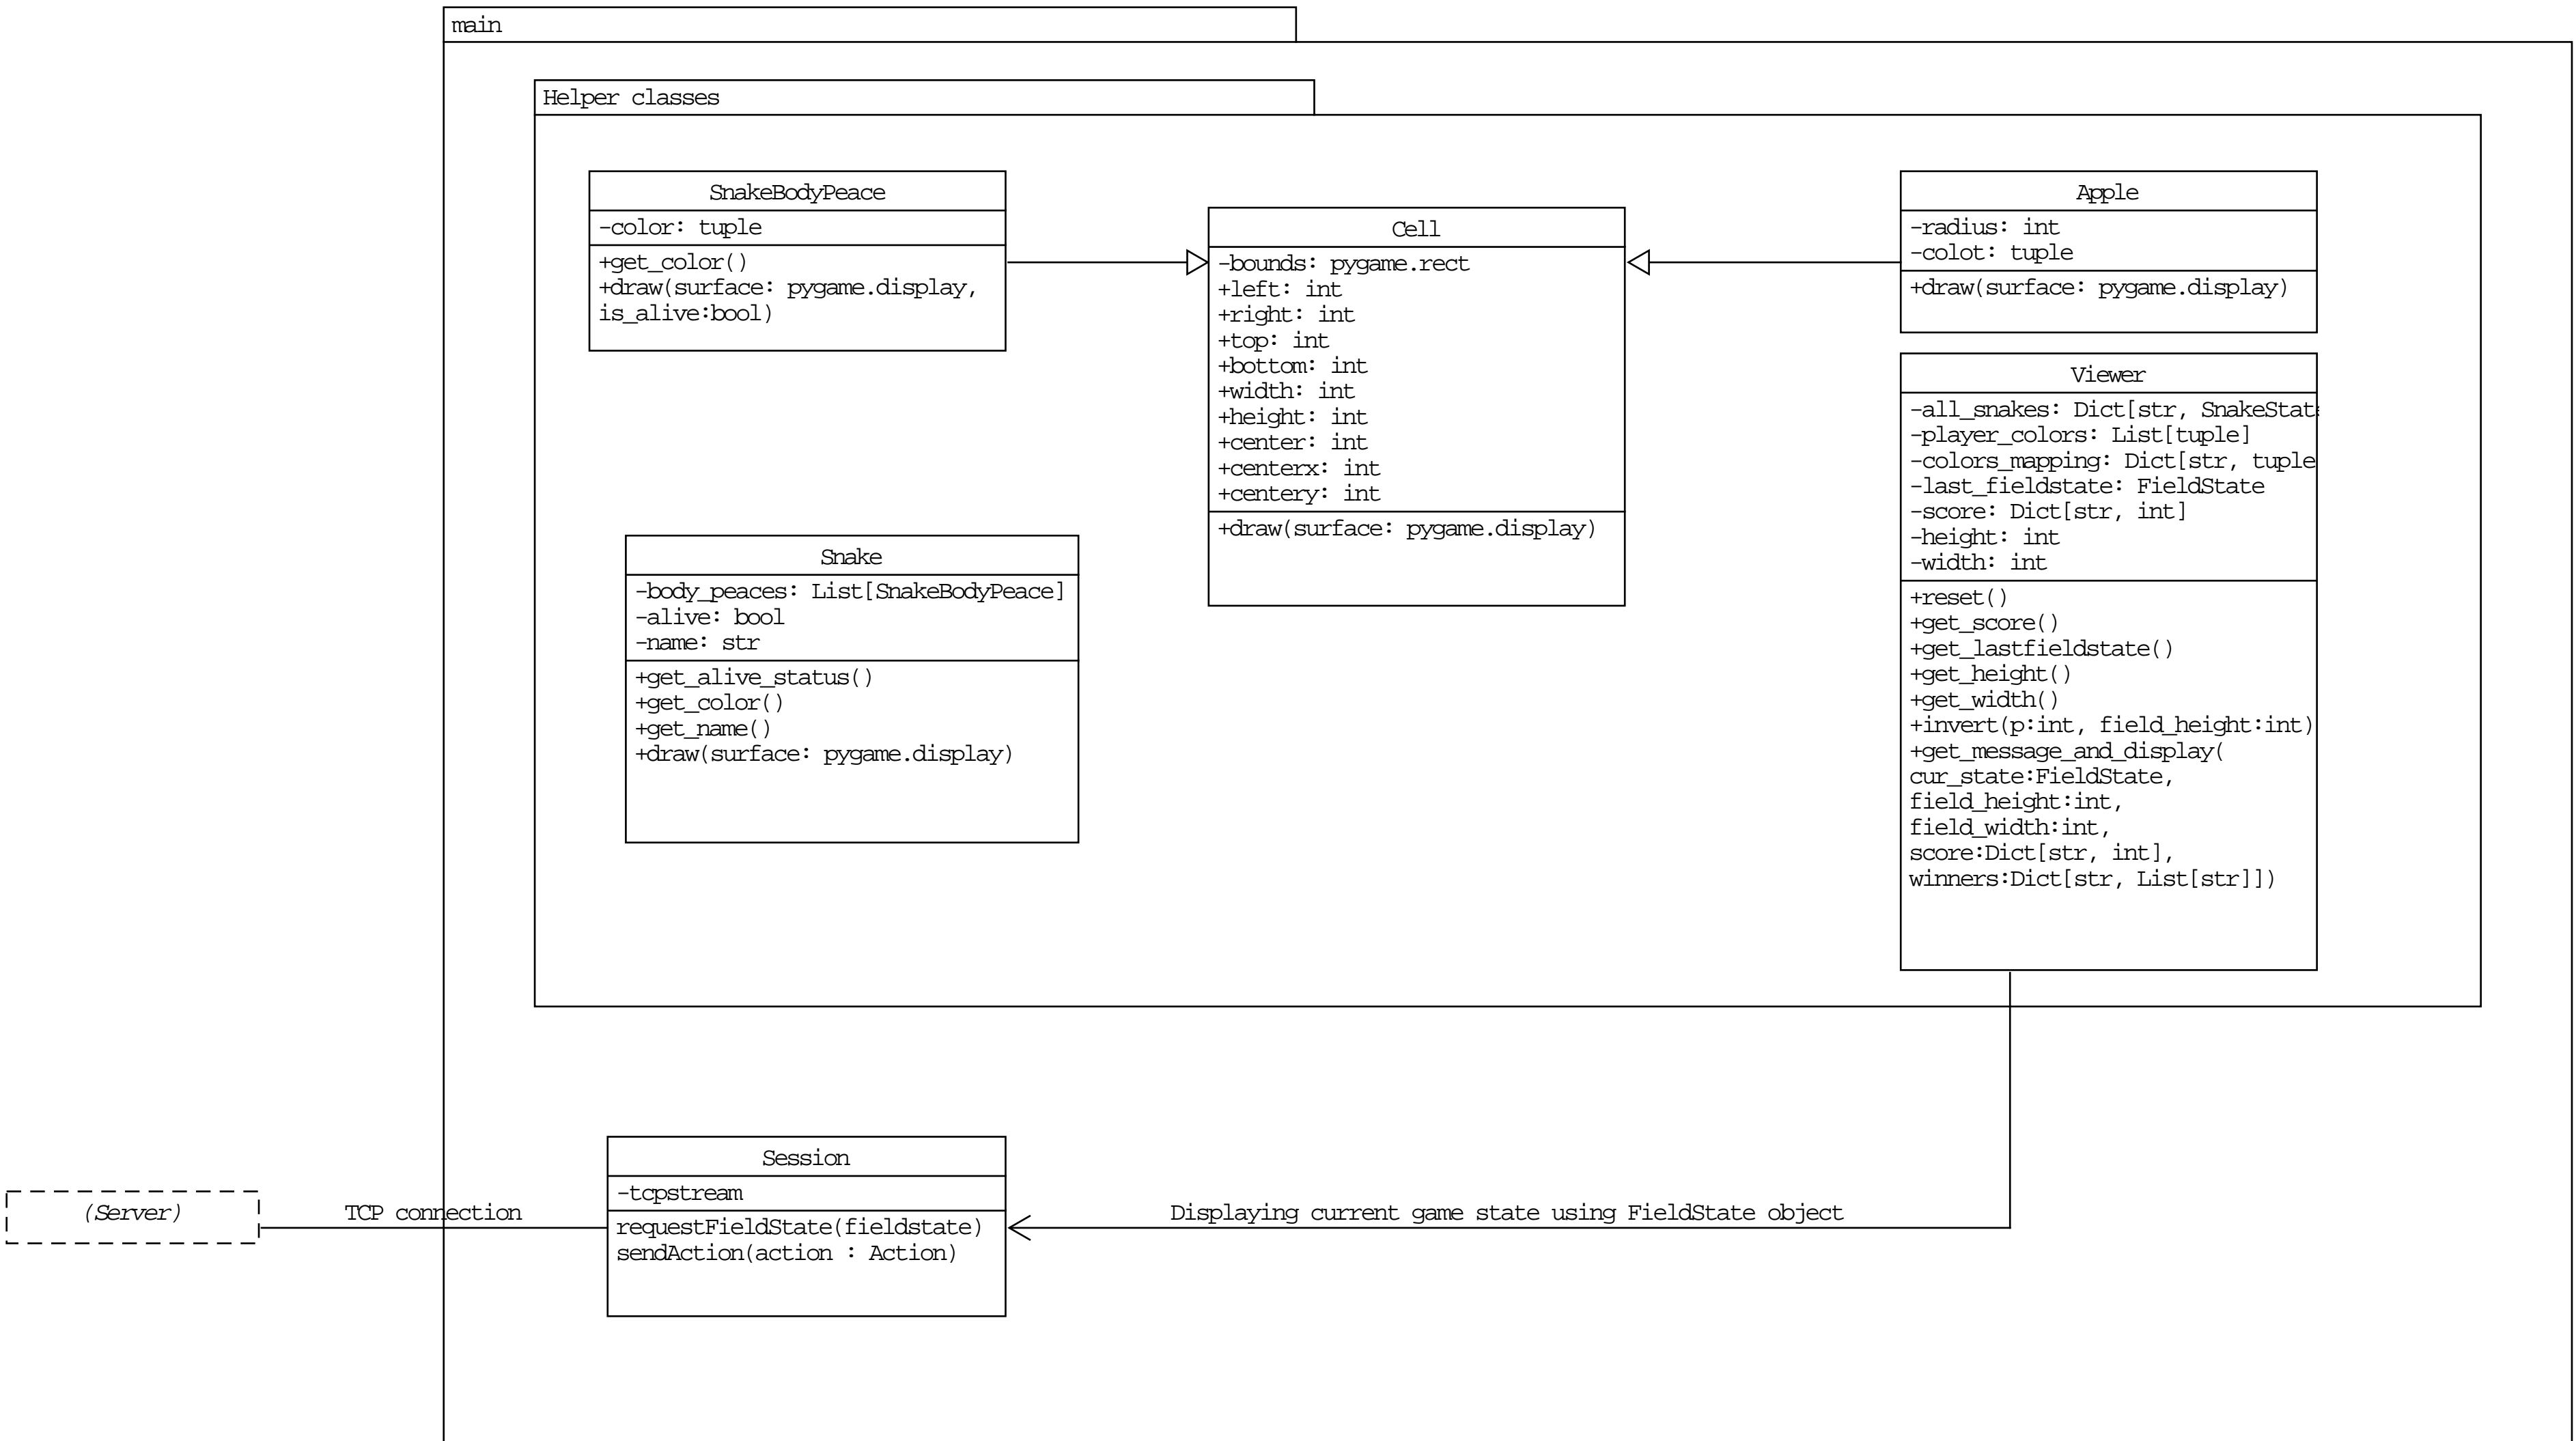 main
Helper classes
SnakeBodyPeace
-color: tuple
+get_color()
+draw(surface: pygame.display,
is_alive:bool)
Cell
-bounds: pygame.rect
+left: int
+right: int
+top: int
+bottom: int
+width: int
+height: int
+center: int
+centerx: int
+centery: int
+draw(surface: pygame.display)
Apple
-radius: int
-colot: tuple
+draw(surface: pygame.display)
Viewer
-all_snakes: Dict[str, SnakeState
-player_colors: List[tuple]
-colors_mapping: Dict[str, tuple
-last_fieldstate: FieldState
-score: Dict[str, int]
-height: int
-width: int
+reset()
+get_score()
+get_lastfieldstate()
+get_height()
+get_width()
+invert(p:int, field_height:int)
+get_message_and_display(
cur_state:FieldState,
field_height:int,
field_width:int,
score:Dict[str, int],
winners:Dict[str, List[str]])
Snake
-body_peaces: List[SnakeBodyPeace]
-alive: bool
-name: str
+get_alive_status()
+get_color()
+get_name()
+draw(surface: pygame.display)
Session
-tcpstream
requestFieldState(fieldstate)
sendAction(action : Action)
(Server)
TCP connection
Displaying current game state using FieldState object